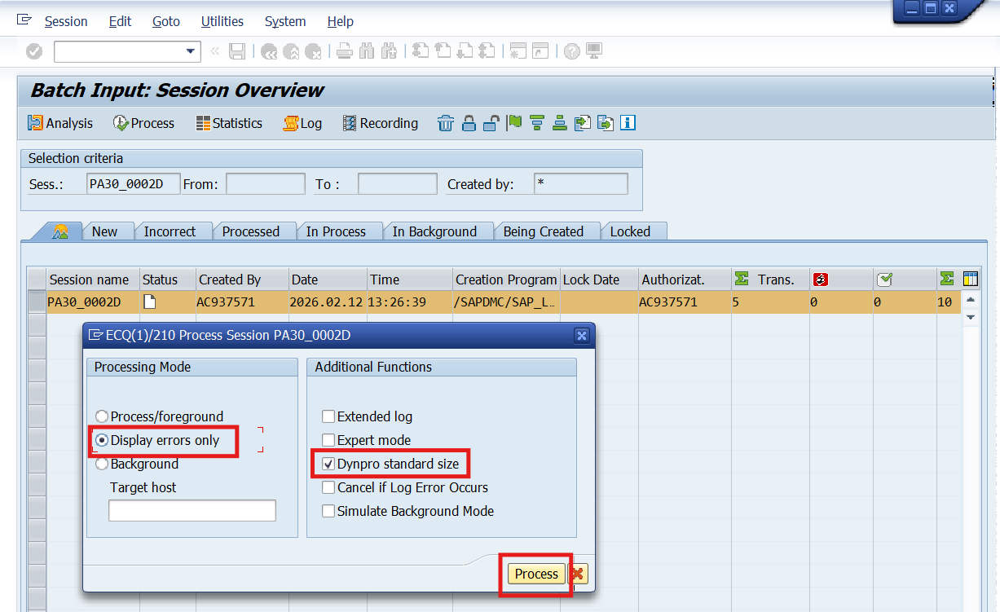 Session Edit Goto Utilities System Help
Batch Input: Session Overview
Analysis Process Statistics Log Recording
Selection criteria
Sess.: PA30_0002D From: To : Created by: *
New Incorrect Processed In Process In Background Being Created Locked
Session name Status Created By Date Time Creation Program Lock Date Authorizat. Trans.
PA30_0002D AC937571 2026.02.12 13:26:39 /SAPDMC/SAP_L… AC937571 5 0 0 10
ECQ(1)/210 Process Session PA30_0002D
Processing Mode
Process/foreground
Display errors only
Background
Target host
Additional Functions
Extended log
Expert mode
Dynpro standard size
Cancel if Log Error Occurs
Simulate Background Mode
Process